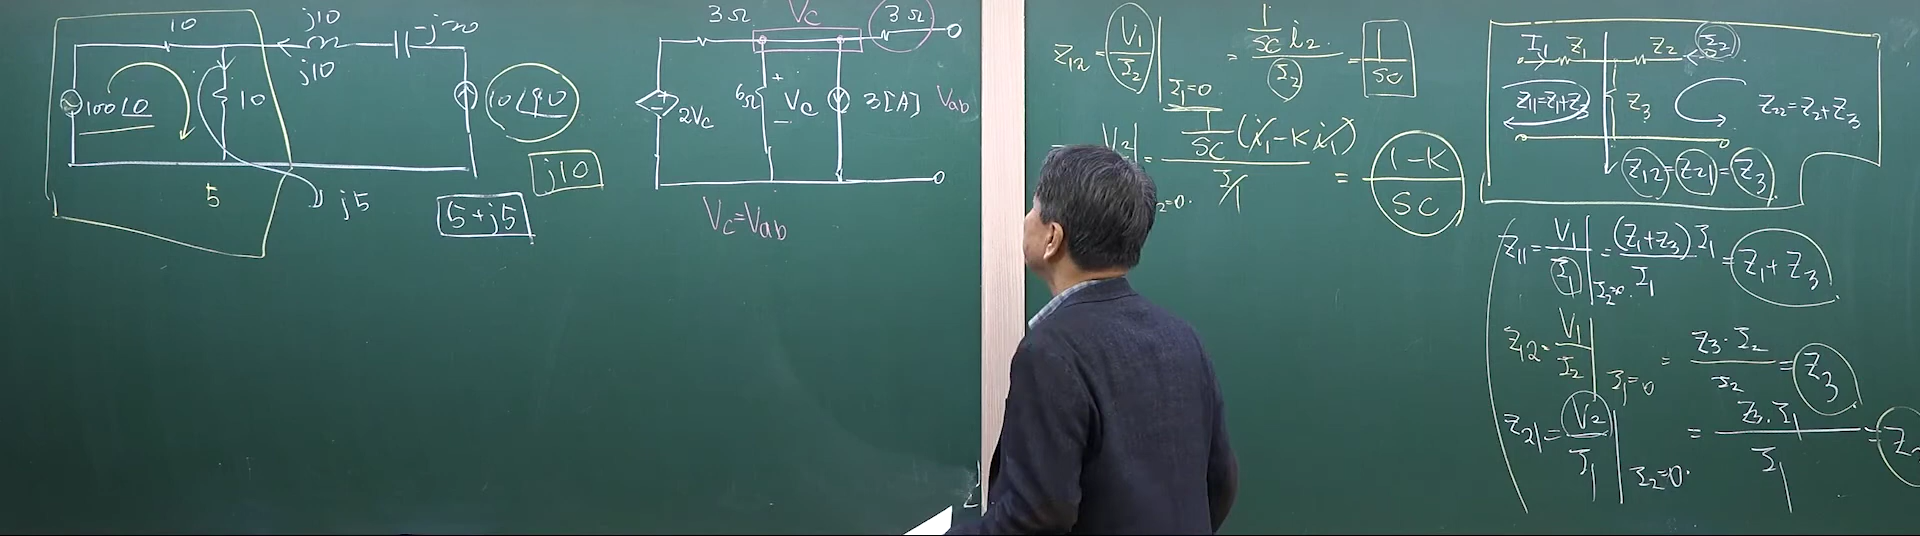 10
j10
-j20
j10
100∠0
10
10∠90
j10
5
j5
5+j5
3Ω
Vc
3Ω
+
-
2Vc
6Ω
+
Vc
-
3[A]
Vab
Vc=Vab
Z12 = V1/I2 | I1=0 = (1/SC i2)/I2 = 1/SC
V2 = 1/SC (i1-Ki1)/I1 = (1-K)/SC
2=0.
I1 Z1 Z2 I2
Z11=Z1+Z3 Z3 Z22=Z2+Z3
Z12=Z21=Z3
Z11 = V1/I1 | I2=0. = (Z1+Z3)I1/I1 = Z1+Z3
Z12 = V1/I2 | I1=0 = Z3·I2/I2 = Z3
Z21 = V2/I1 | I2=0. = Z3·I1/I1 =